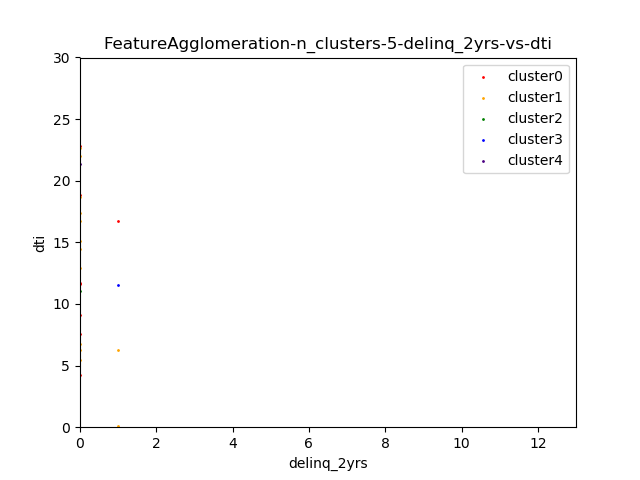 FeatureAgglomeration-n_clusters-5-delinq_2yrs-vs-dti
30
25
20
15
10
5
0
dti
0 2 4 6 8 10 12
delinq_2yrs
cluster0
cluster1
cluster2
cluster3
cluster4